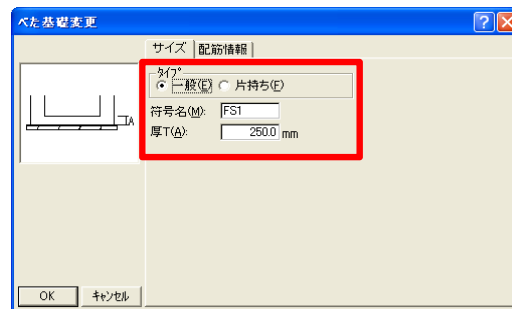 べた基礎変更
サイズ 配筋情報
ﾀｲﾌﾟ
一般(E) 片持ち(F)
符号名(M): FS1
厚T(A): 250.0 mm
A
OK ｷｬﾝｾﾙ